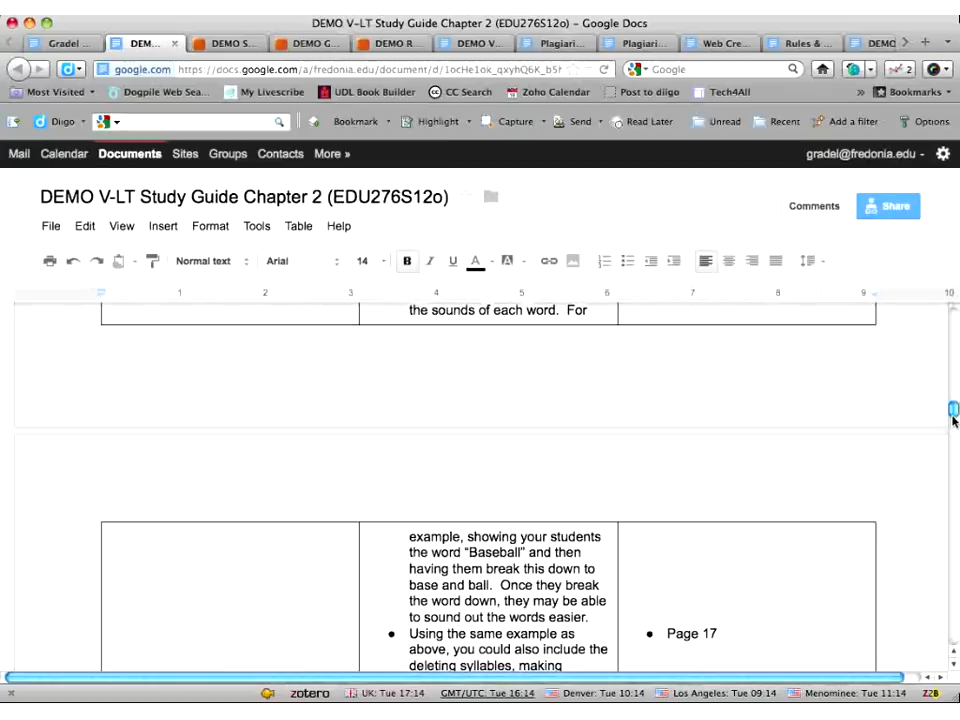 DEMO V-LT Study Guide Chapter 2 (EDU276S12o) - Google Docs
Gradel ... DEM... × DEMO S... DEMO G... DEMO R... DEMO V... Plagiari... Plagiari... Web Cre... Rules & ... DEMO
google.com https://docs.google.com/a/fredonia.edu/document/d/1ocHe1ok_qxyhQ6K_b5f Google 2
Most Visited Dogpile Web Sea... My Livescribe UDL Book Builder CC Search Zoho Calendar Post to diigo Tech4All » Bookmarks
Diigo Bookmark Highlight Capture Send Read Later Unread Recent Add a filter Options
Mail Calendar Documents Sites Groups Contacts More » gradel@fredonia.edu
DEMO V-LT Study Guide Chapter 2 (EDU276S12o)
Comments Share
File Edit View Insert Format Tools Table Help
Normal text Arial 14 B I U A A
1 2 3 4 5 6 7 8 9 10
the sounds of each word. For
example, showing your students
the word “Baseball” and then
having them break this down to
base and ball. Once they break
the word down, they may be able
to sound out the words easier.
● Using the same example as
above, you could also include the
deleting syllables, making
● Page 17
× zotero UK: Tue 17:14 GMT/UTC: Tue 16:14 Denver: Tue 10:14 Los Angeles: Tue 09:14 Menominee: Tue 11:14